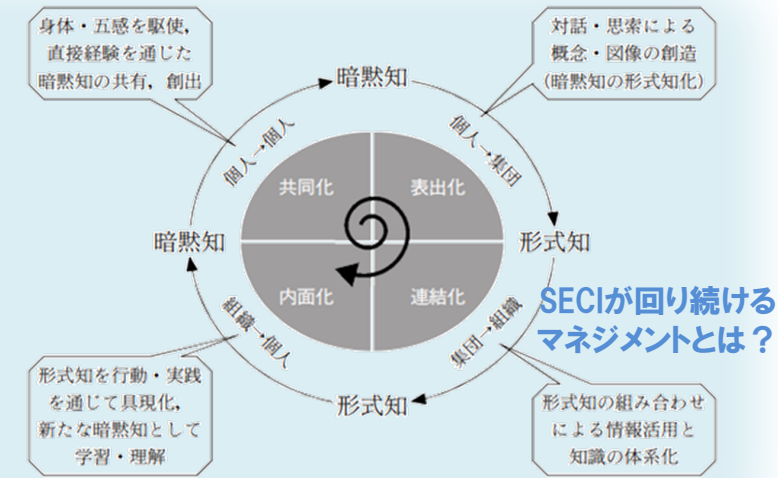 身体・五感を駆使,
直接経験を通じた
暗黙知の共有, 創出
対話・思索による
概念・図像の創造
(暗黙知の形式知化)
暗黙知
個人→個人
個人→集団
共同化
表出化
暗黙知
形式知
内面化
連結化
SECIが回り続ける
マネジメントとは?
組織→個人
集団→組織
形式知
形式知を行動・実践
を通じて具現化,
新たな暗黙知として
学習・理解
形式知の組み合わせ
による情報活用と
知識の体系化